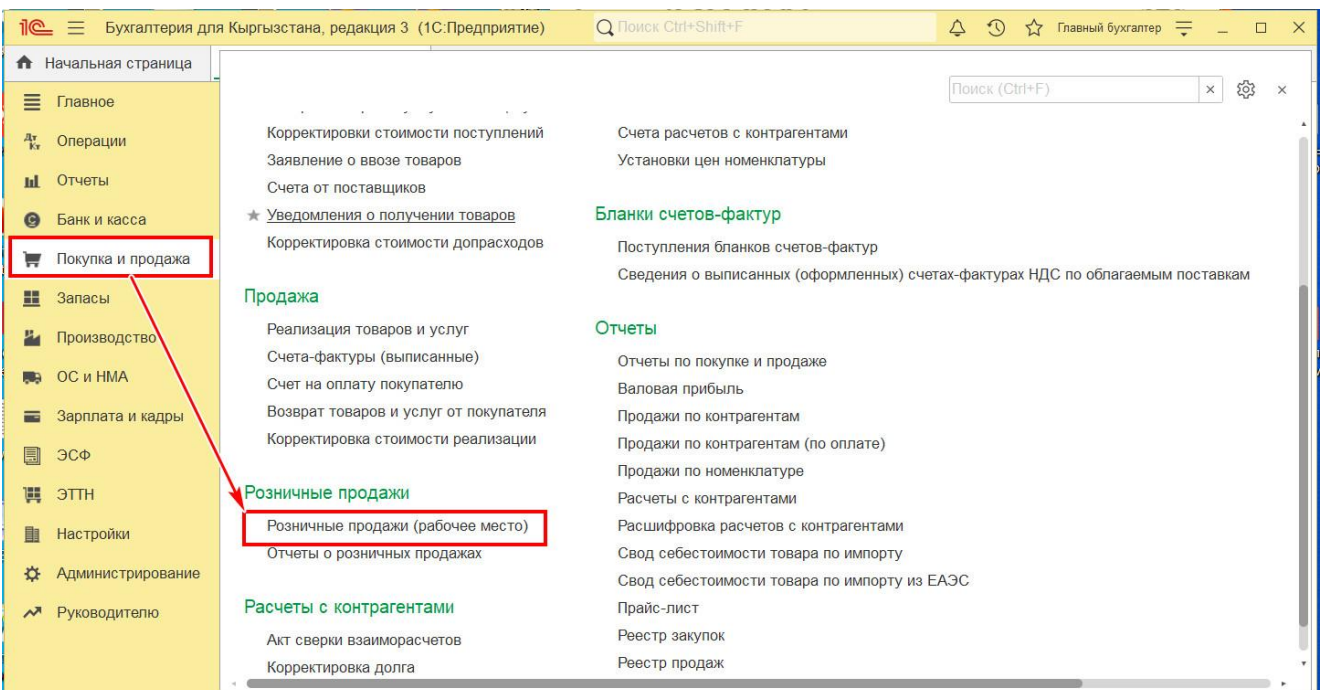 Бухгалтерия для Кыргызстана, редакция 3 (1С:Предприятие)
Поиск Ctrl+Shift+F
Главный бухгалтер
Начальная страница
Поиск (Ctrl+F)
Главное
Операции
Отчеты
Банк и касса
Покупка и продажа
Запасы
Производство
ОС и НМА
Зарплата и кадры
ЭСФ
ЭТТН
Настройки
Администрирование
Руководителю
Корректировки стоимости поступлений
Заявление о ввозе товаров
Счета от поставщиков
Уведомления о получении товаров
Корректировка стоимости допрасходов
Продажа
Реализация товаров и услуг
Счета-фактуры (выписанные)
Счет на оплату покупателю
Возврат товаров и услуг от покупателя
Корректировка стоимости реализации
Розничные продажи
Розничные продажи (рабочее место)
Отчеты о розничных продажах
Расчеты с контрагентами
Акт сверки взаиморасчетов
Корректировка долга
Счета расчетов с контрагентами
Установки цен номенклатуры
Бланки счетов-фактур
Поступления бланков счетов-фактур
Сведения о выписанных (оформленных) счетах-фактурах НДС по облагаемым поставкам
Отчеты
Отчеты по покупке и продаже
Валовая прибыль
Продажи по контрагентам
Продажи по контрагентам (по оплате)
Продажи по номенклатуре
Расчеты с контрагентами
Расшифровка расчетов с контрагентами
Свод себестоимости товара по импорту
Свод себестоимости товара по импорту из ЕАЭС
Прайс-лист
Реестр закупок
Реестр продаж